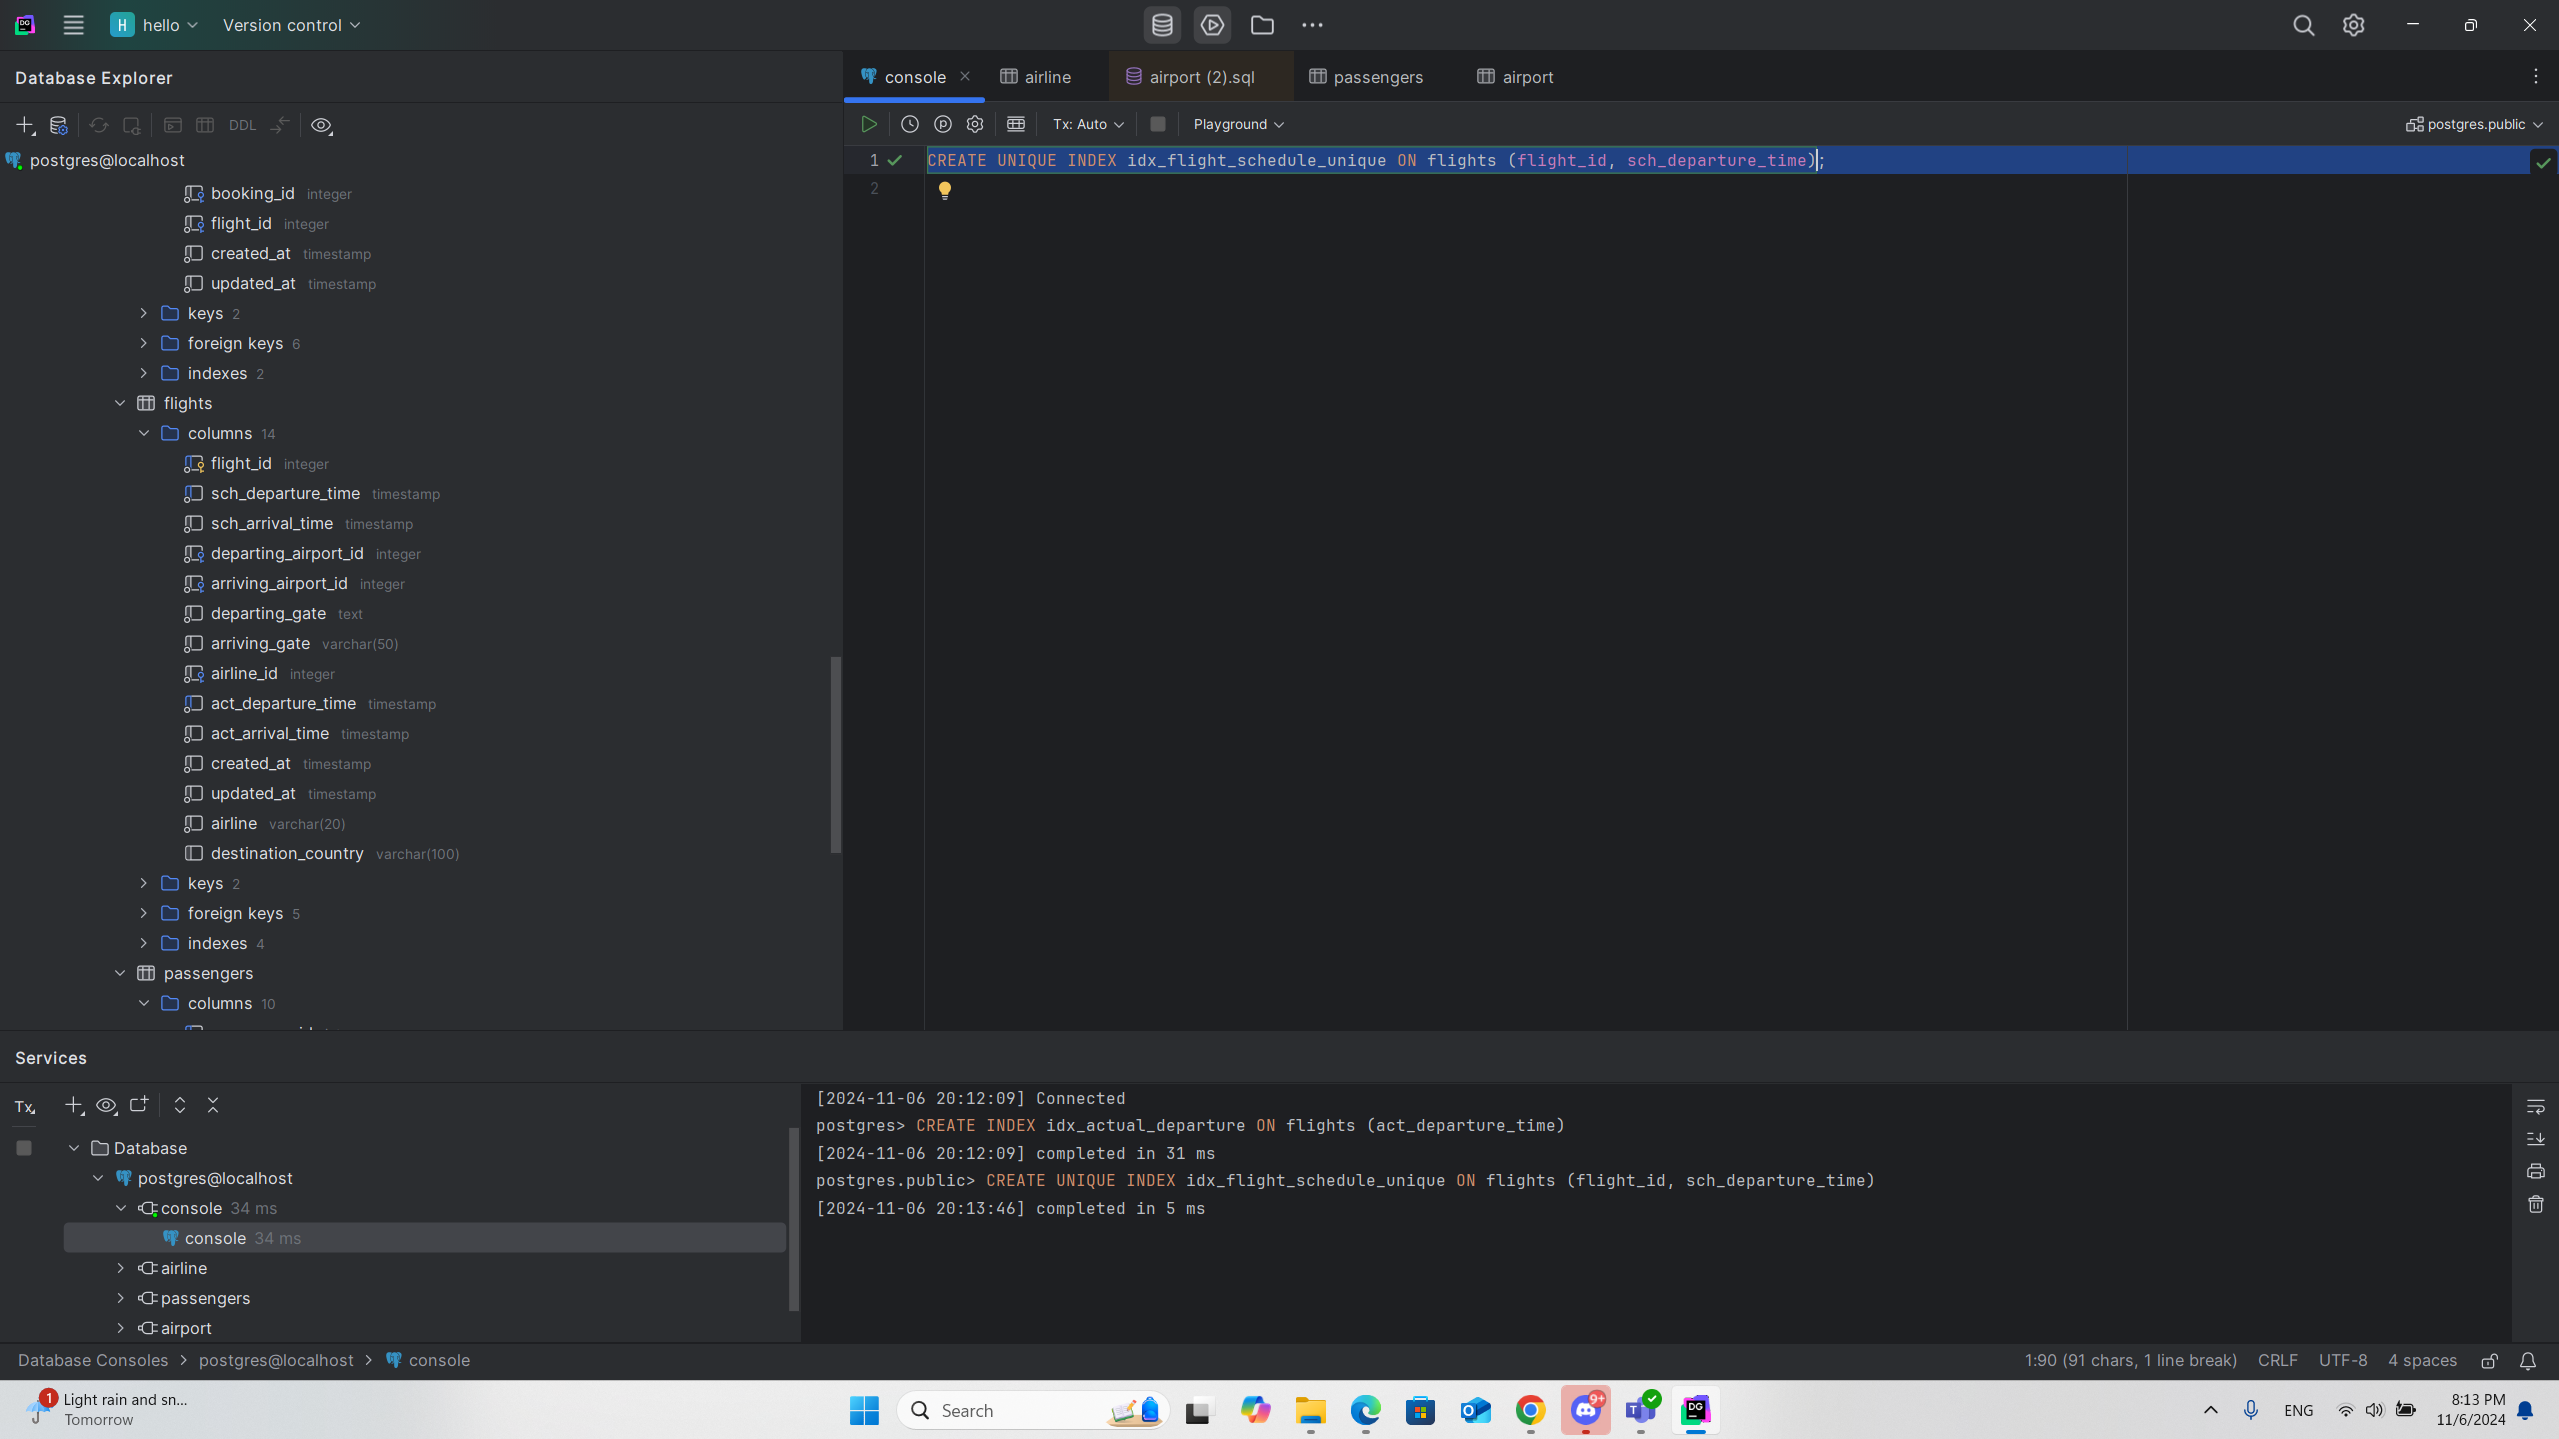 H hello Version control
Database Explorer
DDL
postgres@localhost
booking_id integer
flight_id integer
created_at timestamp
updated_at timestamp
keys 2
foreign keys 6
indexes 2
flights
columns 14
flight_id integer
sch_departure_time timestamp
sch_arrival_time timestamp
departing_airport_id integer
arriving_airport_id integer
departing_gate text
arriving_gate varchar(50)
airline_id integer
act_departure_time timestamp
act_arrival_time timestamp
created_at timestamp
updated_at timestamp
airline varchar(20)
destination_country varchar(100)
keys 2
foreign keys 5
indexes 4
passengers
columns 10
console airline airport (2).sql passengers airport
Tx: Auto Playground postgres.public
1 CREATE UNIQUE INDEX idx_flight_schedule_unique ON flights (flight_id, sch_departure_time);
2
Services
Tx
Database
postgres@localhost
console 34 ms
console 34 ms
airline
passengers
airport
[2024-11-06 20:12:09] Connected
postgres> CREATE INDEX idx_actual_departure ON flights (act_departure_time)
[2024-11-06 20:12:09] completed in 31 ms
postgres.public> CREATE UNIQUE INDEX idx_flight_schedule_unique ON flights (flight_id, sch_departure_time)
[2024-11-06 20:13:46] completed in 5 ms
Database Consoles > postgres@localhost > console
1:90 (91 chars, 1 line break) CRLF UTF-8 4 spaces
1 Light rain and sn...
Tomorrow
Search
9+
DG
ENG
8:13 PM
11/6/2024